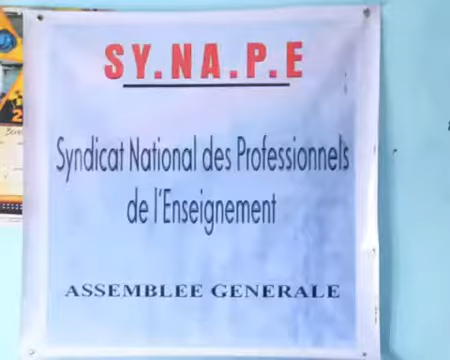 SY.NA.P.E
Syndicat National des Professionnels
de l'Enseignement
ASSEMBLEE GENERALE